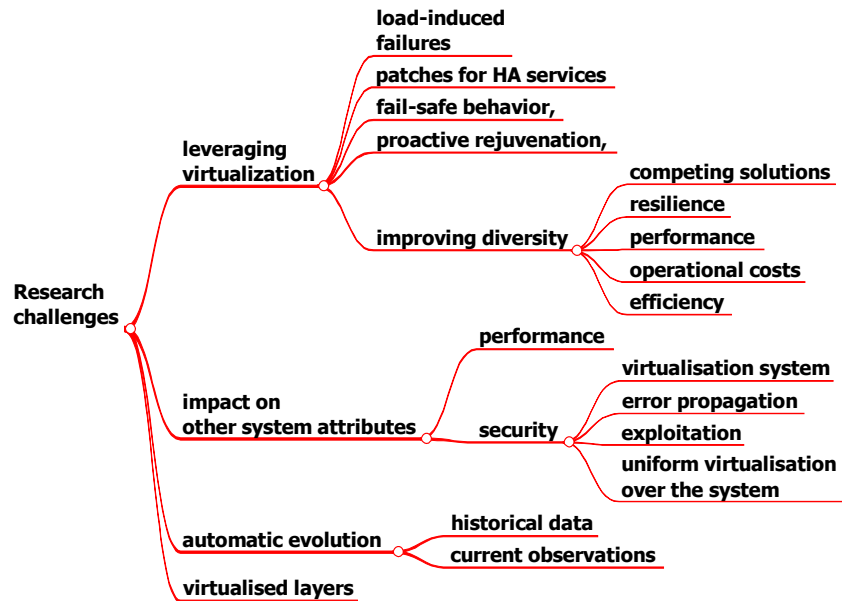 Research
challenges
leveraging
virtualization
load-induced
failures
patches for HA services
fail-safe behavior,
proactive rejuvenation,
improving diversity
competing solutions
resilience
performance
operational costs
efficiency
impact on
other system attributes
performance
security
virtualisation system
error propagation
exploitation
uniform virtualisation
over the system
automatic evolution
historical data
current observations
virtualised layers